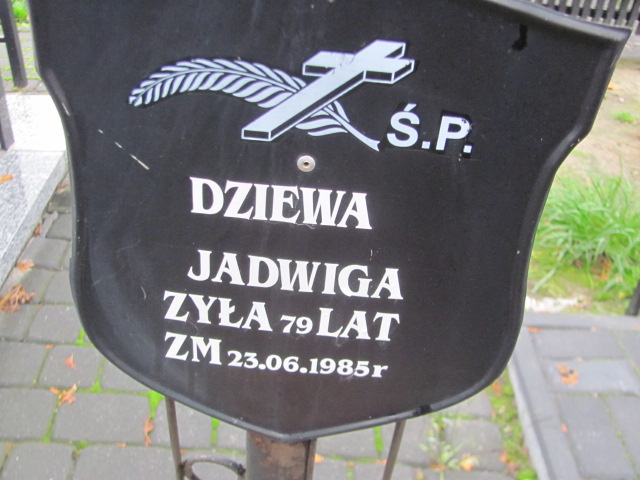 Ś.P.
DZIEWA
JADWIGA
ZYŁA 79 LAT
ZM 23.06.1985r